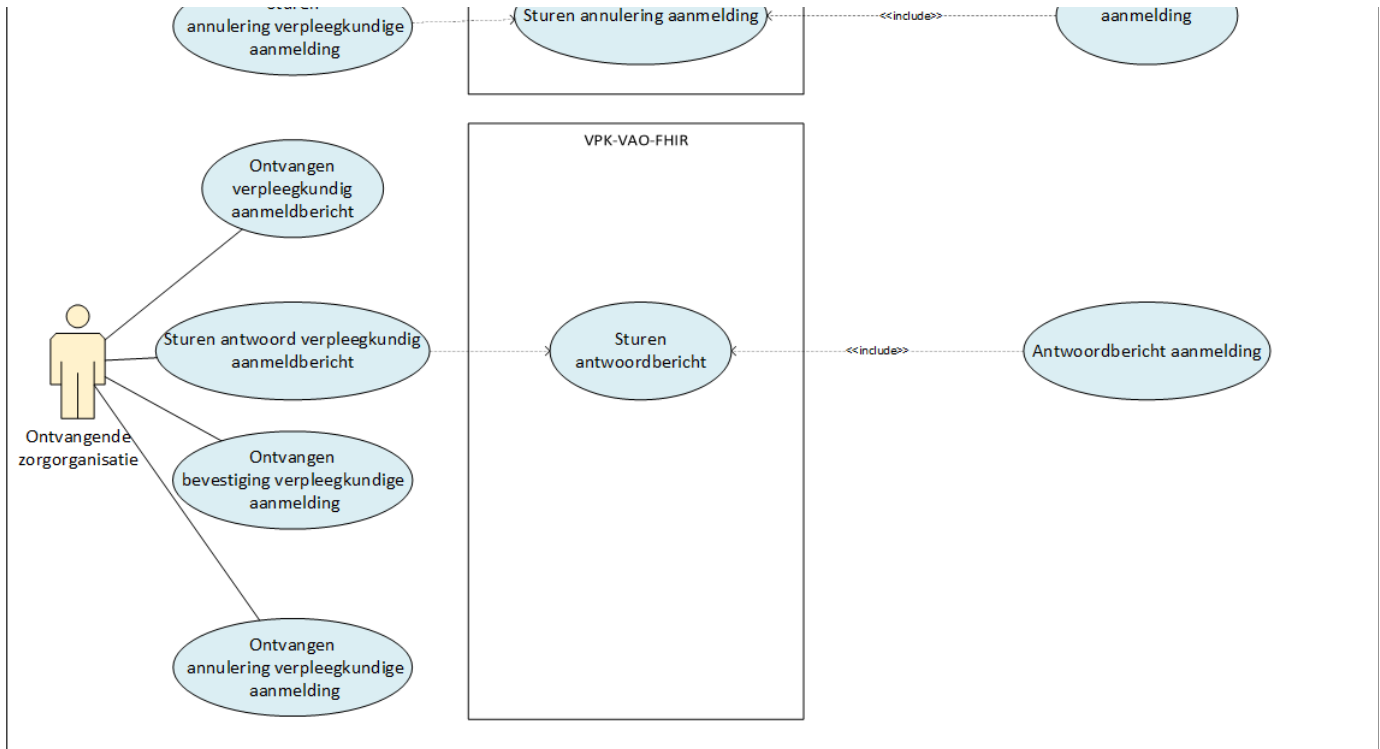 Sturen
annulering verpleegkundige
aanmelding
Sturen annulering aanmelding
<<include>>
aanmelding
VPK-VAO-FHIR
Ontvangen
verpleegkundig
aanmeldbericht
Sturen antwoord verpleegkundig
aanmeldbericht
Sturen
antwoordbericht
<<include>>
Antwoordbericht aanmelding
Ontvangende
zorgorganisatie
Ontvangen
bevestiging verpleegkundige
aanmelding
Ontvangen
annulering verpleegkundige
aanmelding